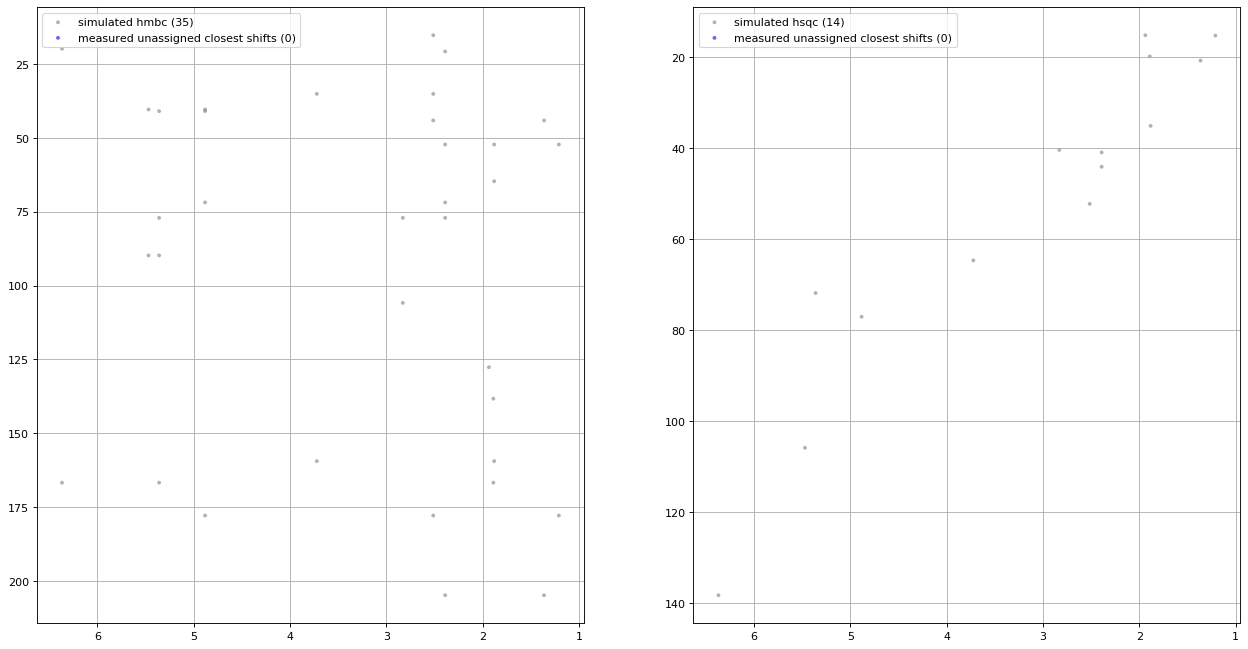 simulated hmbc (35)
measured unassigned closest shifts (0)
25
50
75
100
125
150
175
200
6 5 4 3 2 1
simulated hsqc (14)
measured unassigned closest shifts (0)
20
40
60
80
100
120
140
6 5 4 3 2 1